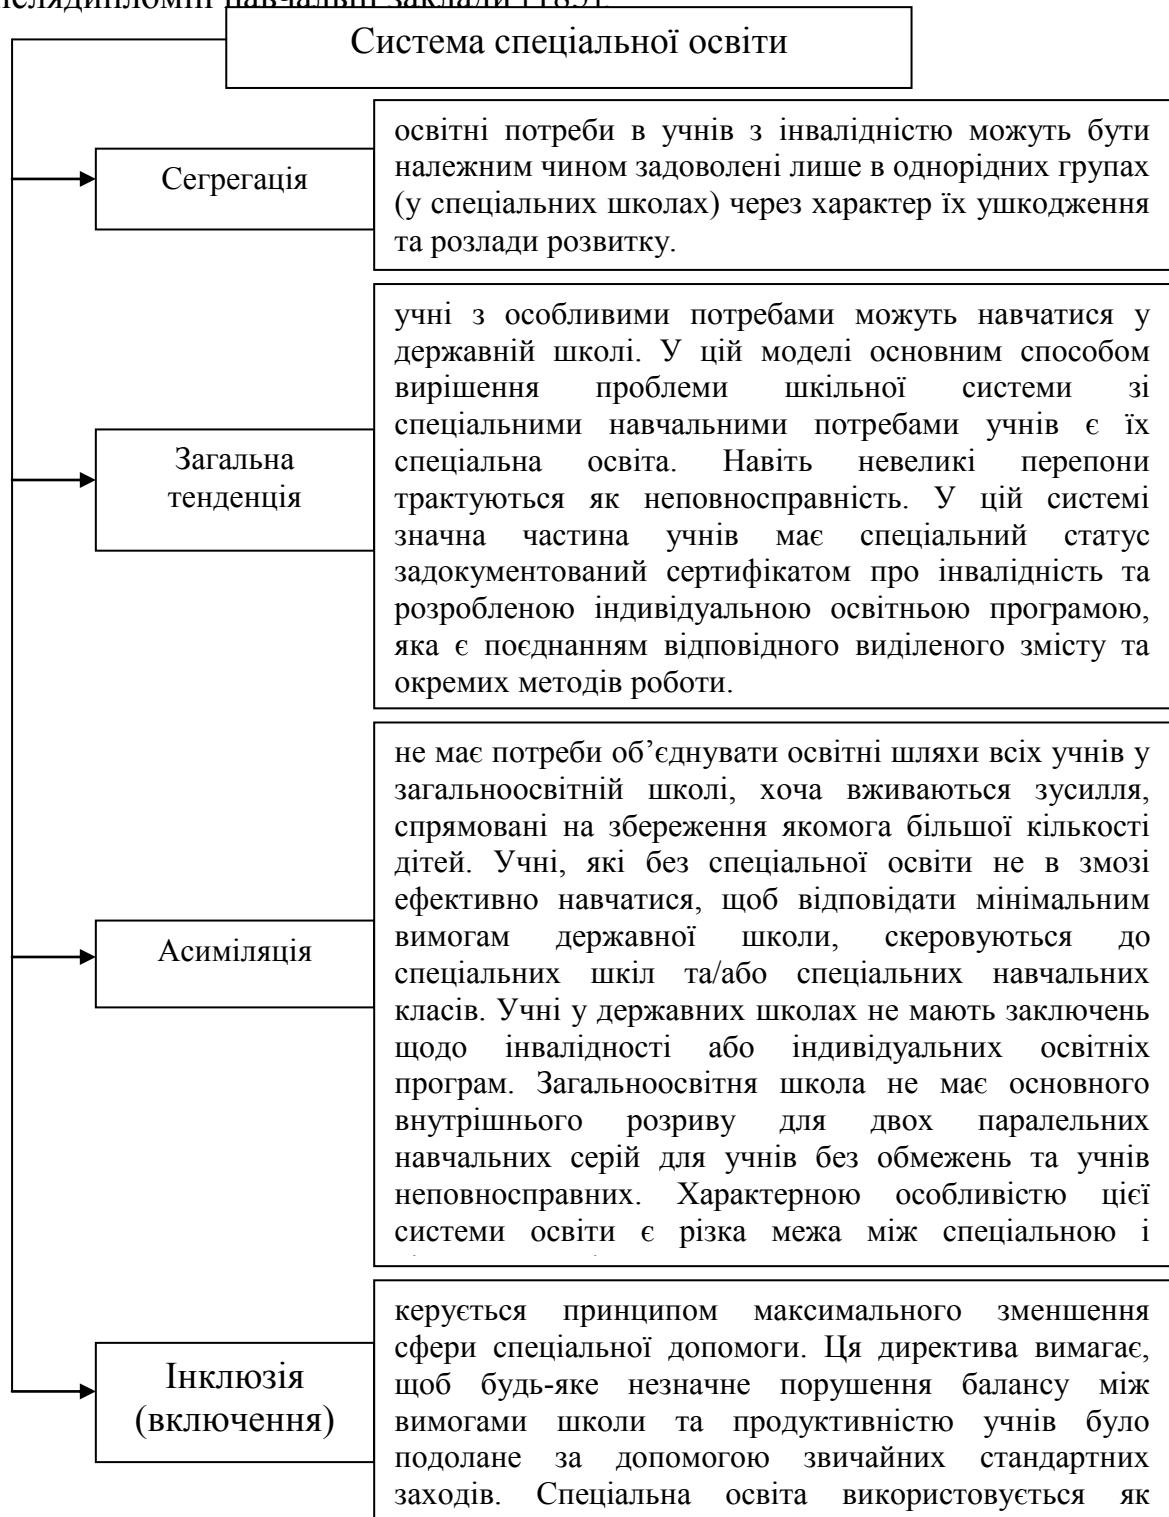 навчальні заклади
Система спеціальної освіти
Сегрегація
освітні потреби в учнів з інвалідністю можуть бути
належним чином задоволені лише в однорідних групах
(у спеціальних школах) через характер їх ушкодження
та розлади розвитку.
Загальна
тенденція
учні з особливими потребами можуть навчатися у
державній школі. У цій моделі основним способом
вирішення проблеми шкільної системи зі
спеціальними навчальними потребами учнів є їх
спеціальна освіта. Навіть невеликі перепони
трактуються як неповносправність. У цій системі
значна частина учнів має спеціальний статус
задокументований сертифікатом про інвалідність та
розробленою індивідуальною освітньою програмою,
яка є поєднанням відповідного виділеного змісту та
окремих методів роботи.
Асиміляція
не має потреби об’єднувати освітні шляхи всіх учнів у
загальноосвітній школі, хоча вживаються зусилля,
спрямовані на збереження якомога більшої кількості
дітей. Учні, які без спеціальної освіти не в змозі
ефективно навчатися, щоб відповідати мінімальним
вимогам державної школи, скеровуються до
спеціальних шкіл та/або спеціальних навчальних
класів. Учні у державних школах не мають заключень
щодо інвалідності або індивідуальних освітніх
програм. Загальноосвітня школа не має основного
внутрішнього розриву для двох паралельних
навчальних серій для учнів без обмежень та учнів
неповносправних. Характерною особливістю цієї
системи освіти є різка межа між спеціальною і
Інклюзія
(включення)
керується принципом максимального зменшення
сфери спеціальної допомоги. Ця директива вимагає,
щоб будь-яке незначне порушення балансу між
вимогами школи та продуктивністю учнів було
подолане за допомогою звичайних стандартних
заходів. Спеціальна освіта використовується як